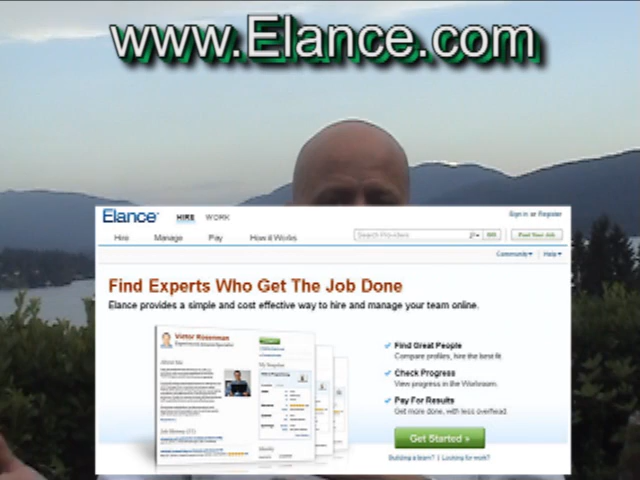 www.Elance.com
Elance HIRE WORK
Sign in or Register
Hire Manage Pay How it Works
Search Providers
Post Your Job
Community Help
Find Experts Who Get The Job Done
Elance provides a simple and cost effective way to hire and manage your team online.
Victor Rosenman
Find Great People
Compare profiles, hire the best fit.
Check Progress
View progress in the Workroom.
Pay For Results
Get more done, with less overhead.
Get Started »
Building a team? | Looking for work?